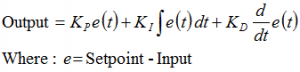 Output = K_P e(t) + K_I ∫ e(t) dt + K_D d/dt e(t)
Where : e = Setpoint - Input